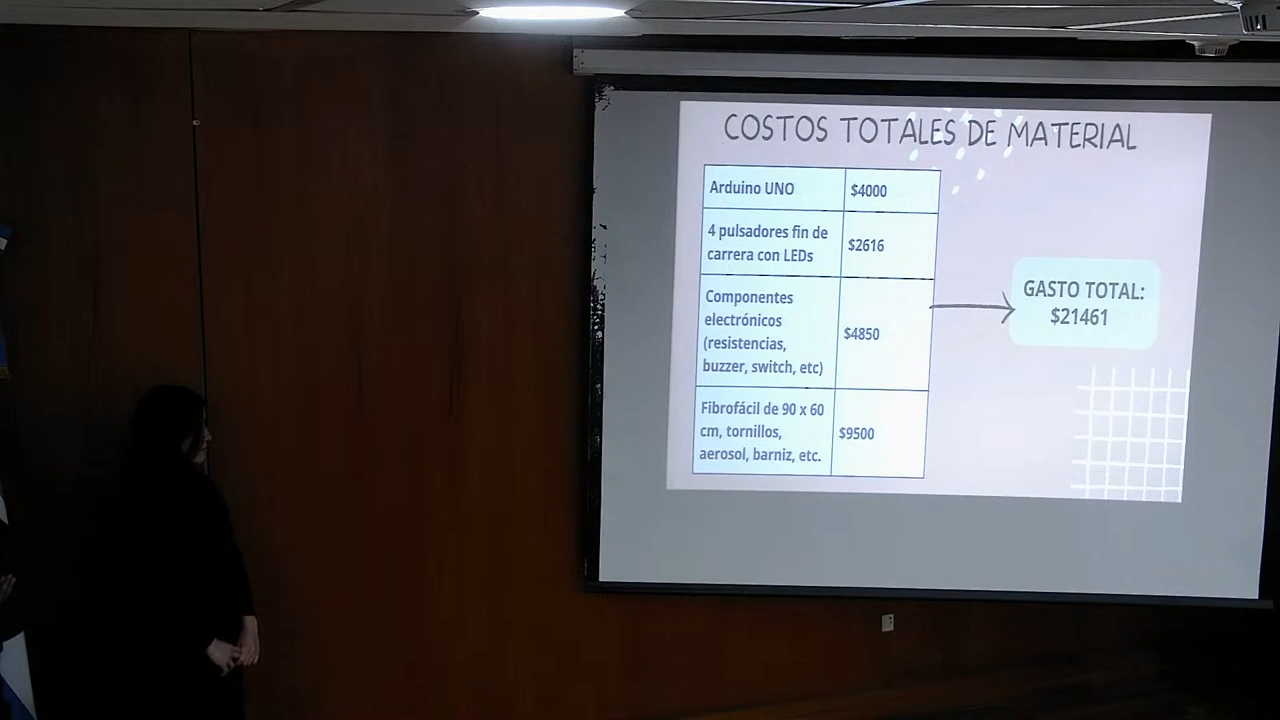 COSTOS TOTALES DE MATERIAL
Arduino UNO
$4000
4 pulsadores fin de
carrera con LEDs
$2616
Componentes
electrónicos
(resistencias,
buzzer, switch, etc)
$4850
Fibrofácil de 90 x 60
cm, tornillos,
aerosol, barniz, etc.
$9500
GASTO TOTAL:
$21461